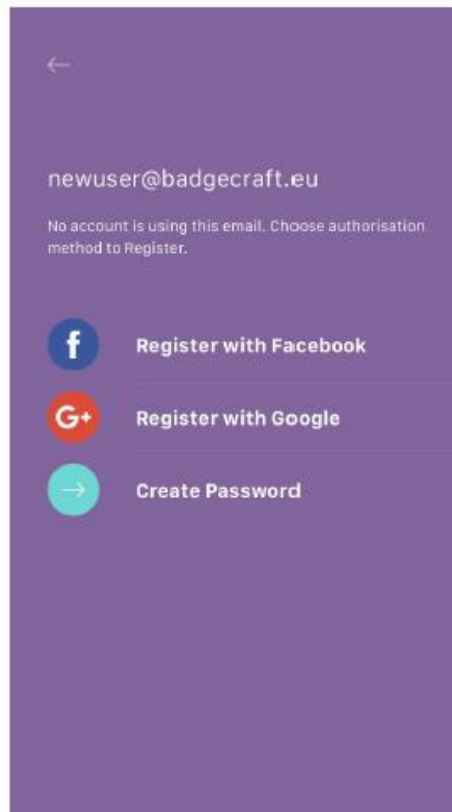 newuser@badgecraft.eu
No account is using this email. Choose authorisation
method to Register.
f
Register with Facebook
G+
Register with Google
Create Password